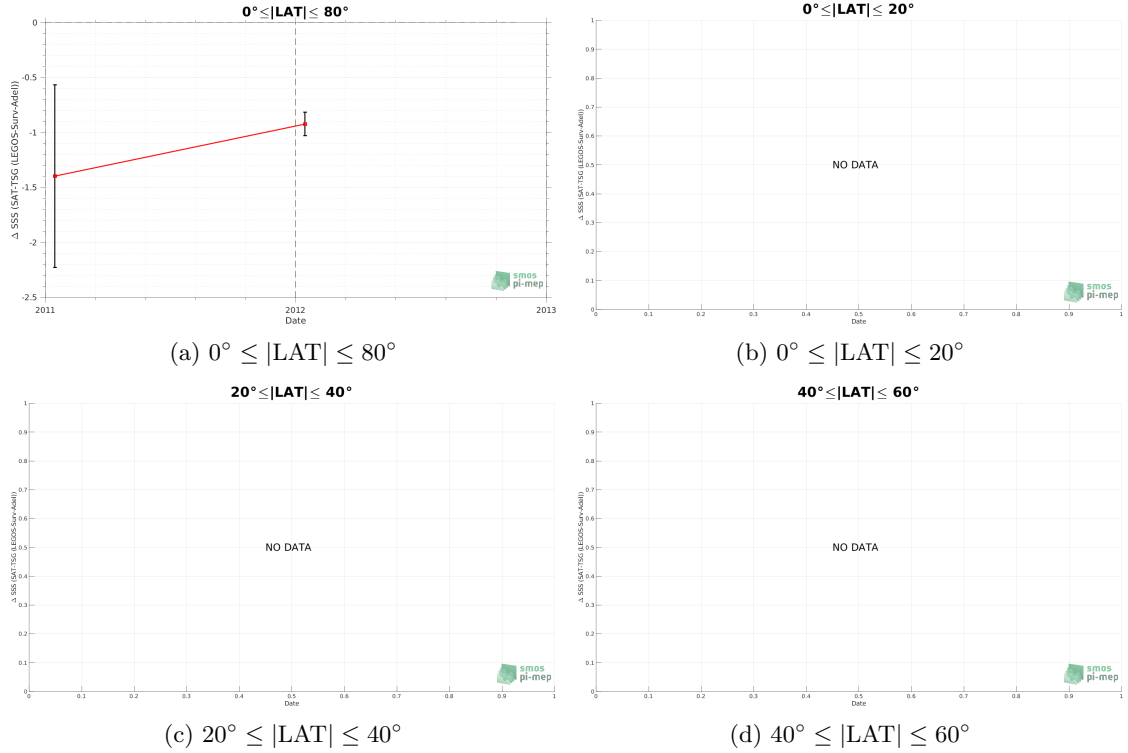 0°≤|LAT|≤ 80°
0
-0.5
-1
-1.5
-2
-2.5
Δ SSS (SAT-TSG (LEGOS-Surv-Adel))
2011
2012
2013
Date
smos
pi-mep
(a) 0° ≤ |LAT| ≤ 80°
0°≤|LAT|≤ 20°
1
0.9
0.8
0.7
0.6
0.5
0.4
0.3
0.2
0.1
0
Δ SSS (SAT-TSG (LEGOS-Surv-Adel))
NO DATA
0 0.1 0.2 0.3 0.4 0.5 0.6 0.7 0.8 0.9 1
Date
smos
pi-mep
(b) 0° ≤ |LAT| ≤ 20°
20°≤|LAT|≤ 40°
1
0.9
0.8
0.7
0.6
0.5
0.4
0.3
0.2
0.1
0
Δ SSS (SAT-TSG (LEGOS-Surv-Adel))
NO DATA
0 0.1 0.2 0.3 0.4 0.5 0.6 0.7 0.8 0.9 1
Date
smos
pi-mep
(c) 20° ≤ |LAT| ≤ 40°
40°≤|LAT|≤ 60°
1
0.9
0.8
0.7
0.6
0.5
0.4
0.3
0.2
0.1
0
Δ SSS (SAT-TSG (LEGOS-Surv-Adel))
NO DATA
0 0.1 0.2 0.3 0.4 0.5 0.6 0.7 0.8 0.9 1
Date
smos
pi-mep
(d) 40° ≤ |LAT| ≤ 60°